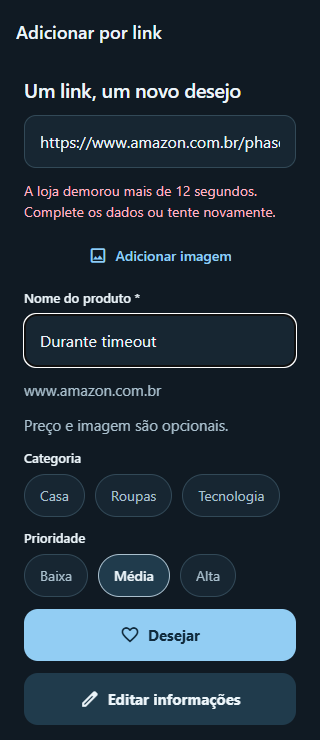 Adicionar por link
Um link, um novo desejo
https://www.amazon.com.br/phas
A loja demorou mais de 12 segundos.
Complete os dados ou tente novamente.
Adicionar imagem
Nome do produto *
Durante timeout
www.amazon.com.br
Preço e imagem são opcionais.
Categoria
Casa Roupas Tecnologia
Prioridade
Baixa Média Alta
Desejar
Editar informações